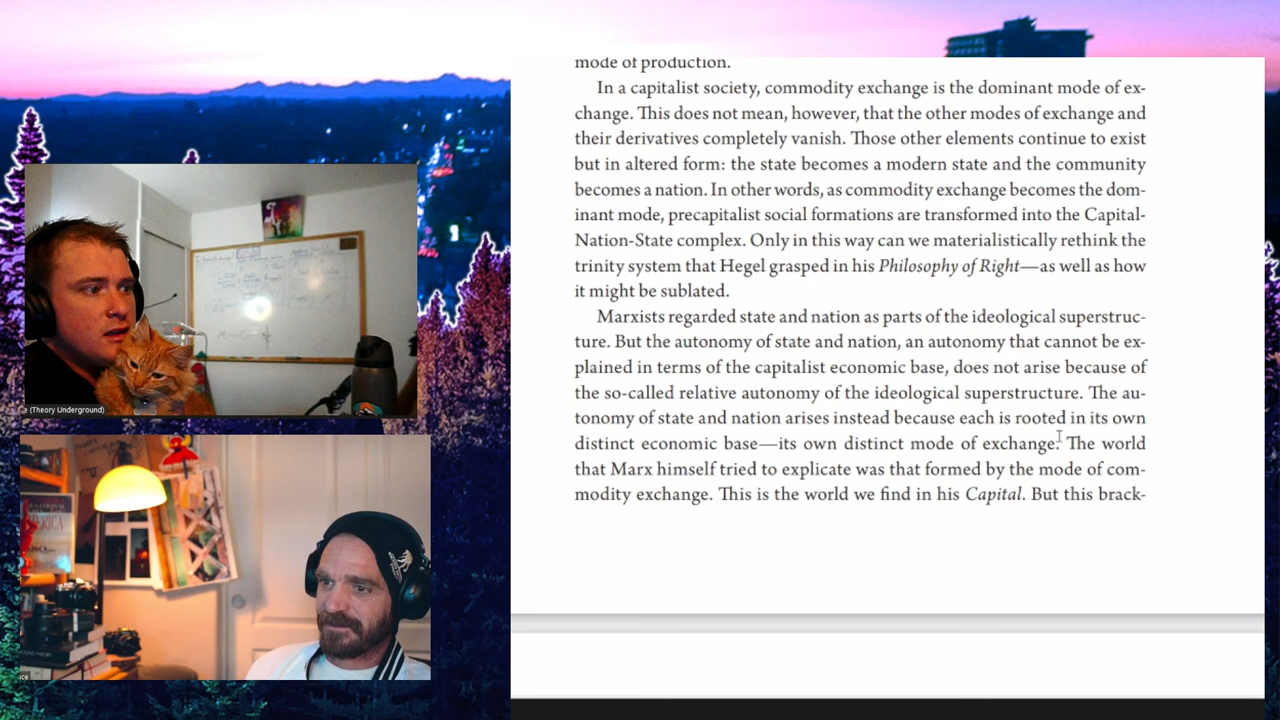 mode of production.
In a capitalist society, commodity exchange is the dominant mode of ex-
change. This does not mean, however, that the other modes of exchange and
their derivatives completely vanish. Those other elements continue to exist
but in altered form: the state becomes a modern state and the community
becomes a nation. In other words, as commodity exchange becomes the dom-
inant mode, precapitalist social formations are transformed into the Capital-
Nation-State complex. Only in this way can we materialistically rethink the
trinity system that Hegel grasped in his Philosophy of Right—as well as how
it might be sublated.
Marxists regarded state and nation as parts of the ideological superstruc-
ture. But the autonomy of state and nation, an autonomy that cannot be ex-
plained in terms of the capitalist economic base, does not arise because of
the so-called relative autonomy of the ideological superstructure. The au-
tonomy of state and nation arises instead because each is rooted in its own
distinct economic base—its own distinct mode of exchange. The world
that Marx himself tried to explicate was that formed by the mode of com-
modity exchange. This is the world we find in his Capital. But this brack-
(Theory Underground)